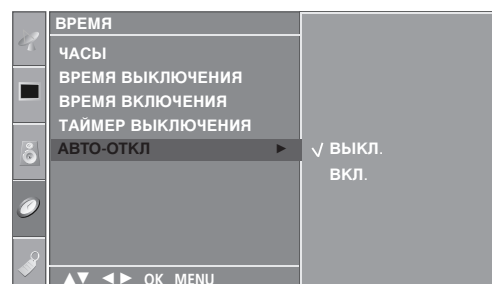 ВРЕМЯ
ЧАСЫ
ВРЕМЯ ВЫКЛЮЧЕНИЯ
ВРЕМЯ ВКЛЮЧЕНИЯ
ТАЙМЕР ВЫКЛЮЧЕНИЯ
АВТО-ОТКЛ ►
√ ВЫКЛ.
ВКЛ.
▲▼ ◄► OK MENU